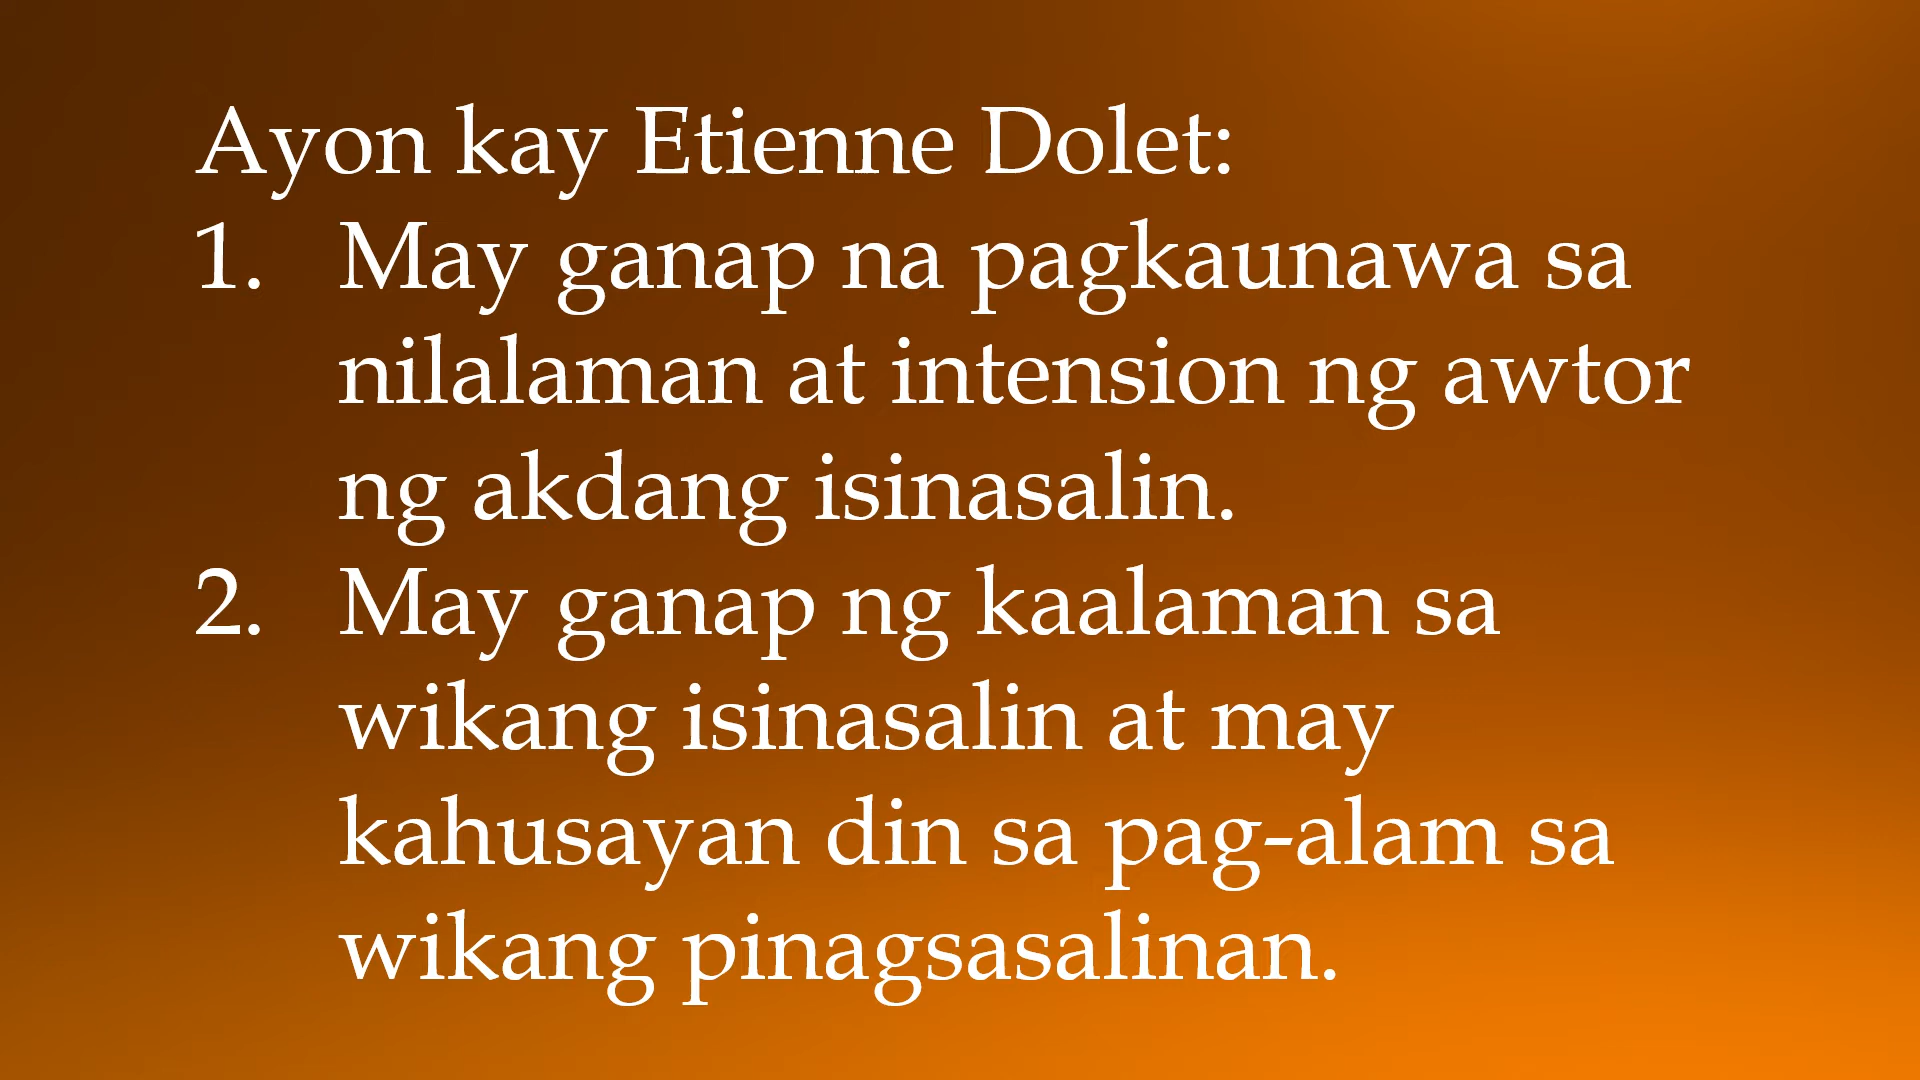 Ayon kay Etienne Dolet:
1. May ganap na pagkaunawa sa
nilalaman at intension ng awtor
ng akdang isinasalin.
2. May ganap ng kaalaman sa
wikang isinasalin at may
kahusayan din sa pag-alam sa
wikang pinagsasalinan.